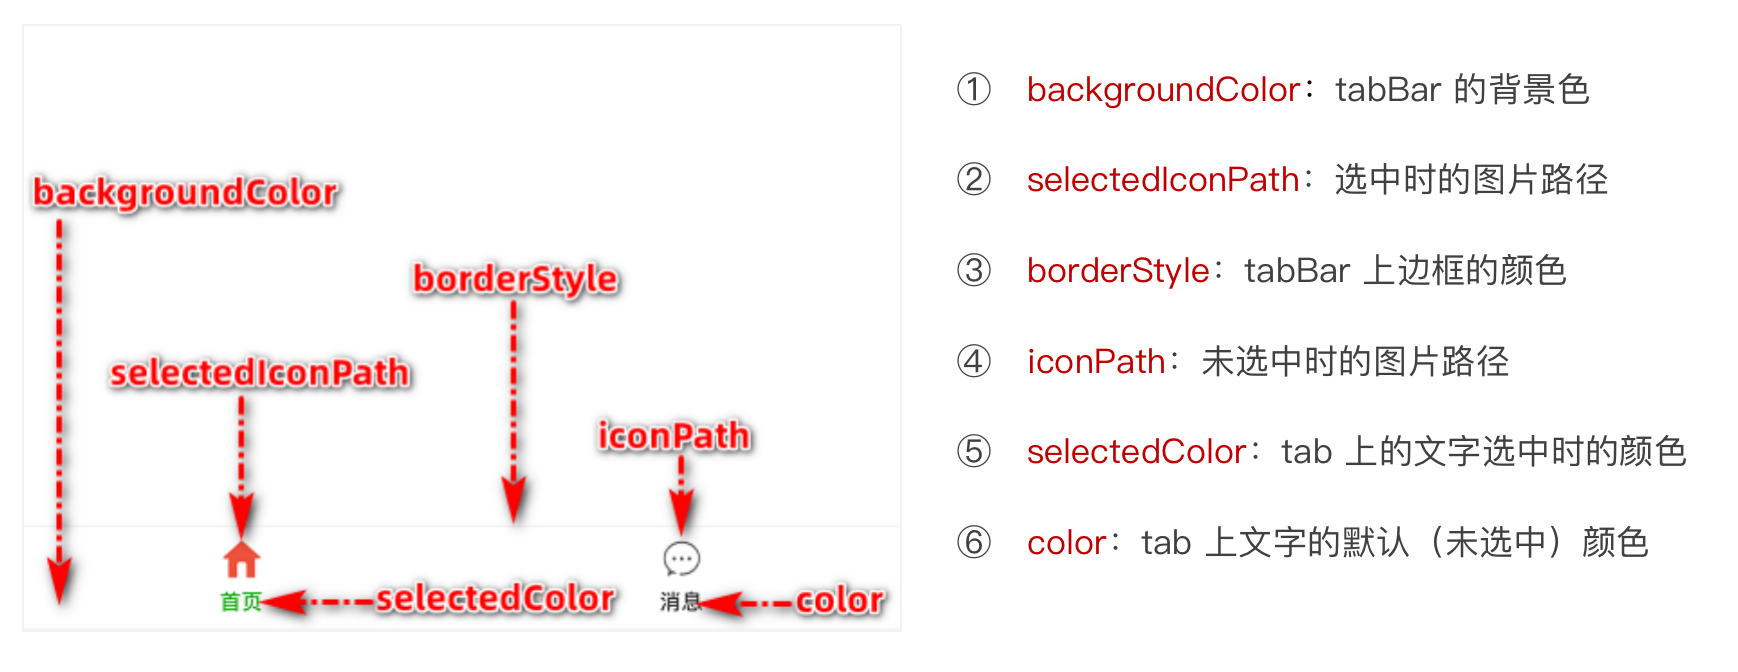 backgroundColor
borderStyle
selectedIconPath
iconPath
首页
selectedColor
消息
color
① backgroundColor：tabBar 的背景色
② selectedIconPath：选中时的图片路径
③ borderStyle：tabBar 上边框的颜色
④ iconPath：未选中时的图片路径
⑤ selectedColor：tab 上的文字选中时的颜色
⑥ color：tab 上文字的默认（未选中）颜色